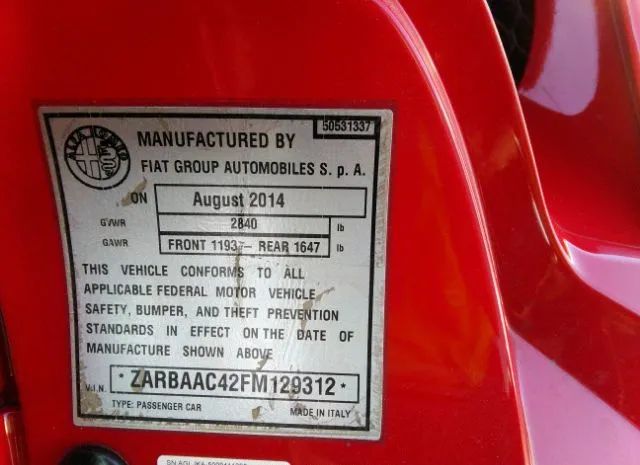 50531337
ALFA ROMEO
MANUFACTURED BY
FIAT GROUP AUTOMOBILES S. p A.
ON August 2014
GVWR 2840 lb
GAWR FRONT 1193 – REAR 1647 lb
THIS VEHICLE CONFORMS TO ALL
APPLICABLE FEDERAL MOTOR VEHICLE
SAFETY, BUMPER, AND THEFT PREVENTION
STANDARDS IN EFFECT ON THE DATE OF
MANUFACTURE SHOWN ABOVE
V.I.N. * ZARBAAC42FM129312 *
TYPE: PASSENGER CAR MADE IN ITALY